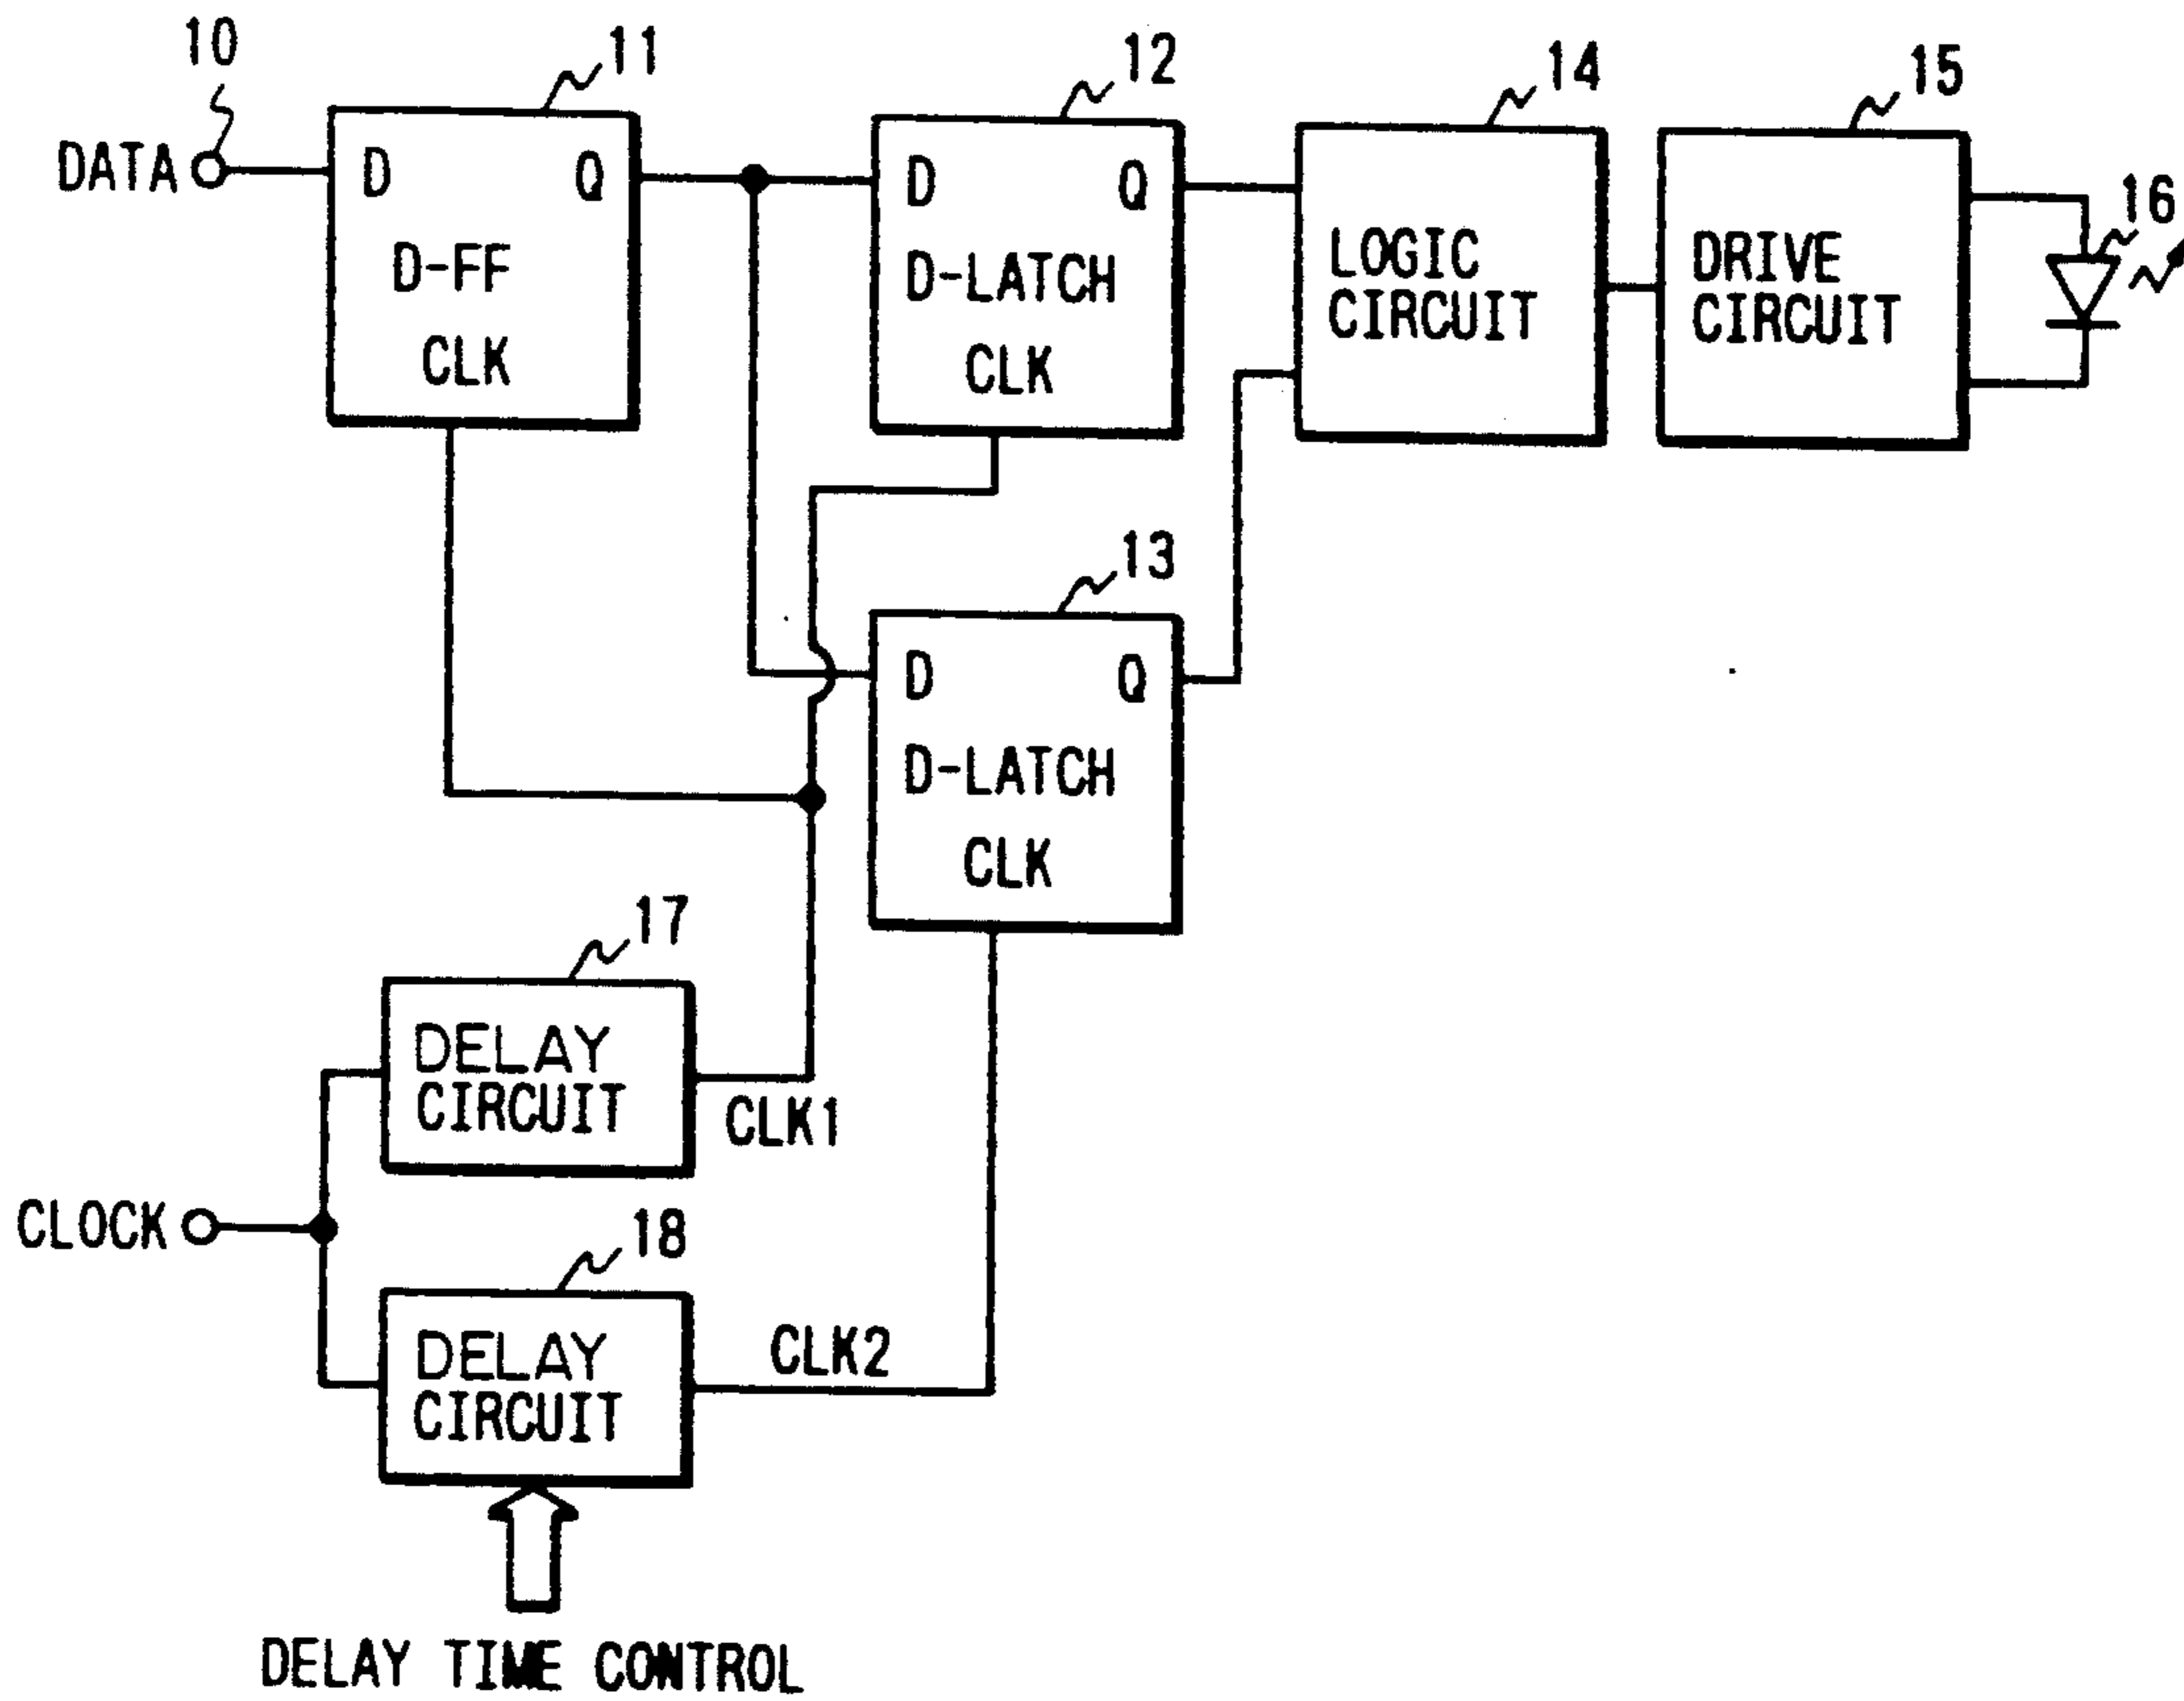 10
11
12
14
15
DATA
D Q
D-FF
CLK
D Q
D-LATCH
CLK
LOGIC
CIRCUIT
DRIVE
CIRCUIT
16
13
D Q
D-LATCH
CLK
17
DELAY
CIRCUIT
CLK1
CLOCK
18
DELAY
CIRCUIT
CLK2
DELAY TIME CONTROL